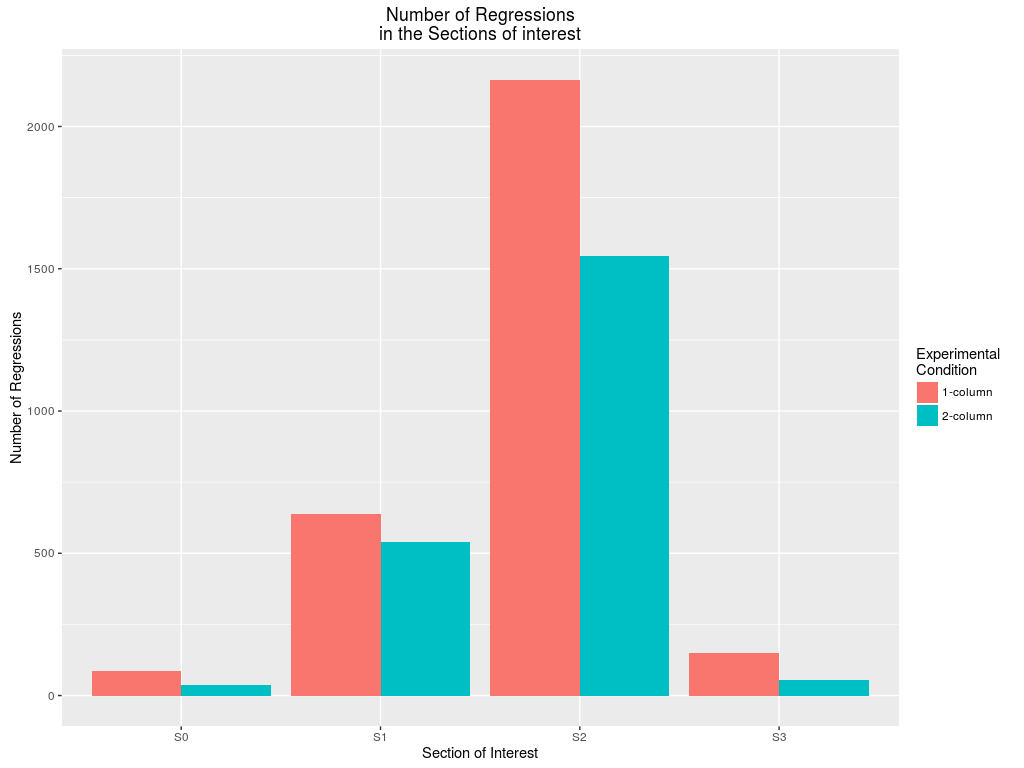 Number of Regressions
in the Sections of interest
Number of Regressions
2000
1500
1000
500
0
S0
S1
S2
S3
Section of Interest
Experimental
Condition
1-column
2-column